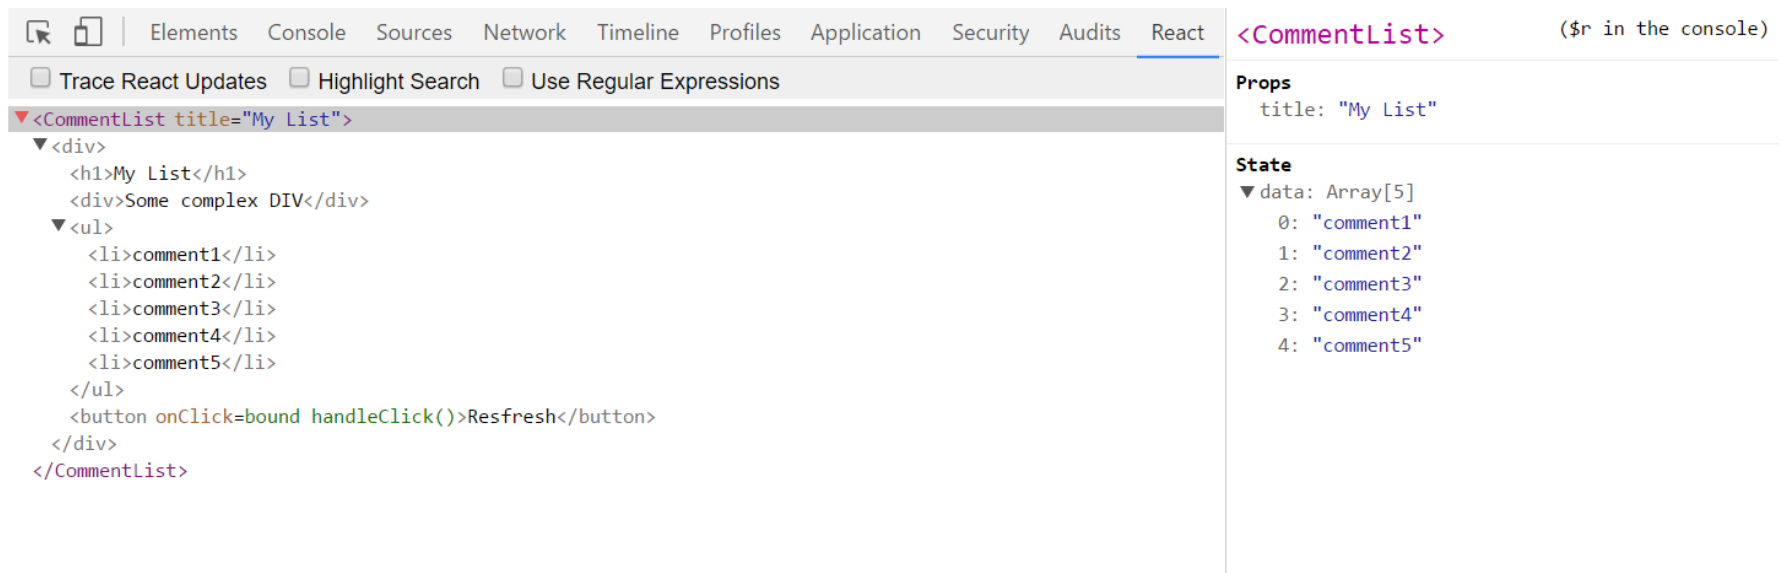 Elements Console Sources Network Timeline Profiles Application Security Audits React
Trace React Updates Highlight Search Use Regular Expressions
<CommentList title="My List">
<div>
<h1>My List</h1>
<div>Some complex DIV</div>
<ul>
<li>comment1</li>
<li>comment2</li>
<li>comment3</li>
<li>comment4</li>
<li>comment5</li>
</ul>
<button onClick=bound handleClick()>Resfresh</button>
</div>
</CommentList>
<CommentList> ($r in the console)
Props
title: "My List"
State
data: Array[5]
0: "comment1"
1: "comment2"
2: "comment3"
3: "comment4"
4: "comment5"